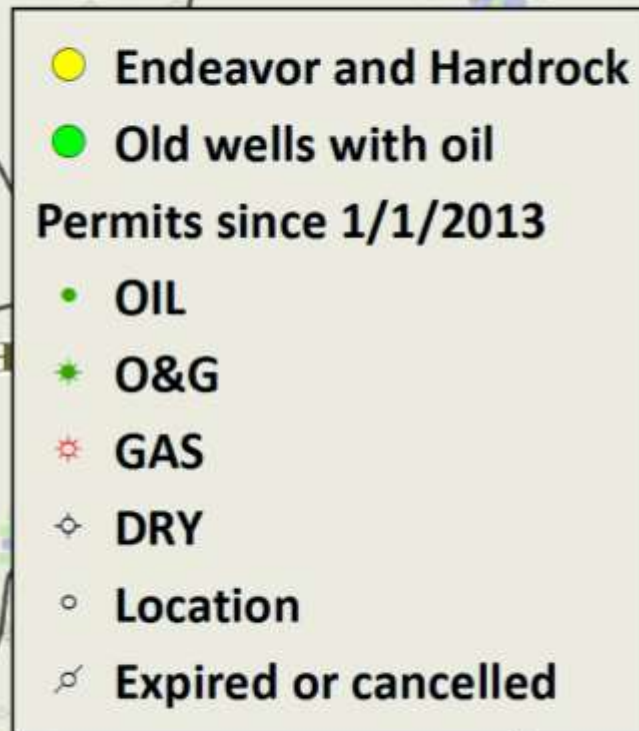 Endeavor and Hardrock
Old wells with oil
Permits since 1/1/2013
OIL
O&G
GAS
DRY
Location
Expired or cancelled